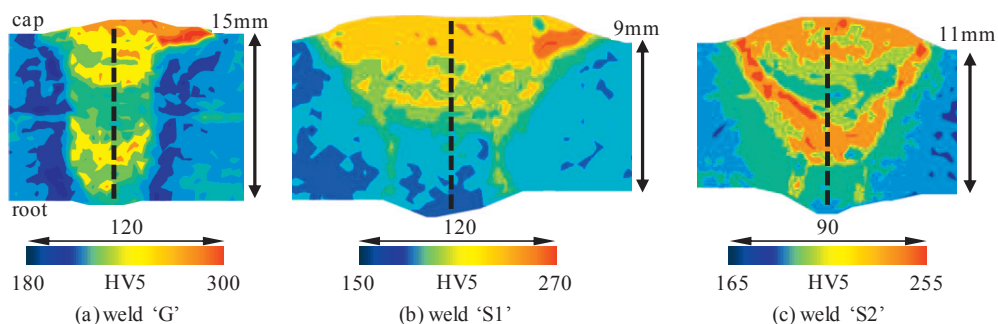 cap
15mm
root
120
180 HV5 300
(a) weld ‘G’
9mm
120
150 HV5 270
(b) weld ‘S1’
11mm
90
165 HV5 255
(c) weld ‘S2’